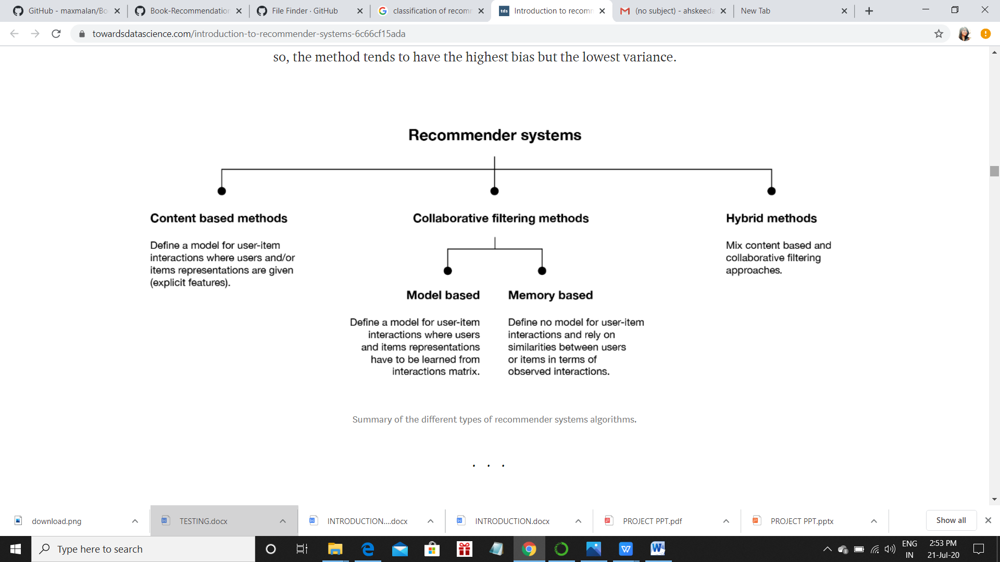 GitHub - maxmalan/Bo
Book-Recommendation
File Finder · GitHub
classification of recomm
tds
Introduction to recomm
(no subject) - ahskeeda
New Tab
towardsdatascience.com/introduction-to-recommender-systems-6c66cf15ada
so, the method tends to have the highest bias but the lowest variance.
Recommender systems
Content based methods
Define a model for user-item
interactions where users and/or
items representations are given
(explicit features).
Collaborative filtering methods
Model based
Define a model for user-item
interactions where users
and items representations
have to be learned from
interactions matrix.
Memory based
Define no model for user-item
interactions and rely on
similarities between users
or items in terms of
observed interactions.
Hybrid methods
Mix content based and
collaborative filtering
approaches.
Summary of the different types of recommender systems algorithms.
. . .
download.png
TESTING.docx
INTRODUCTION....docx
INTRODUCTION.docx
PROJECT PPT.pdf
PROJECT PPT.pptx
Show all
Type here to search
ENG
IN
2:53 PM
21-Jul-20